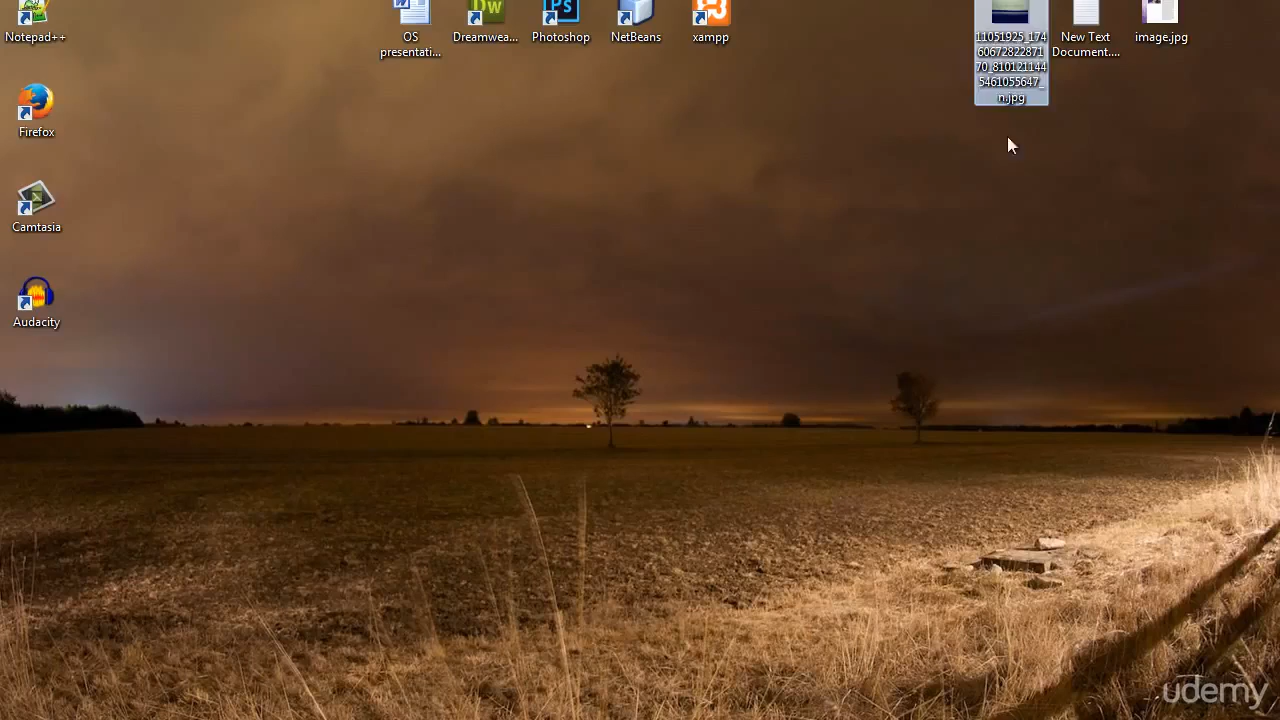 Notepad++
OS
presentati...
Dreamwea...
Photoshop
NetBeans
xampp
11051925_174
60672822871
70_810121144
5461055647_
n.jpg
New Text
Document....
image.jpg
Firefox
Camtasia
Audacity
udemy